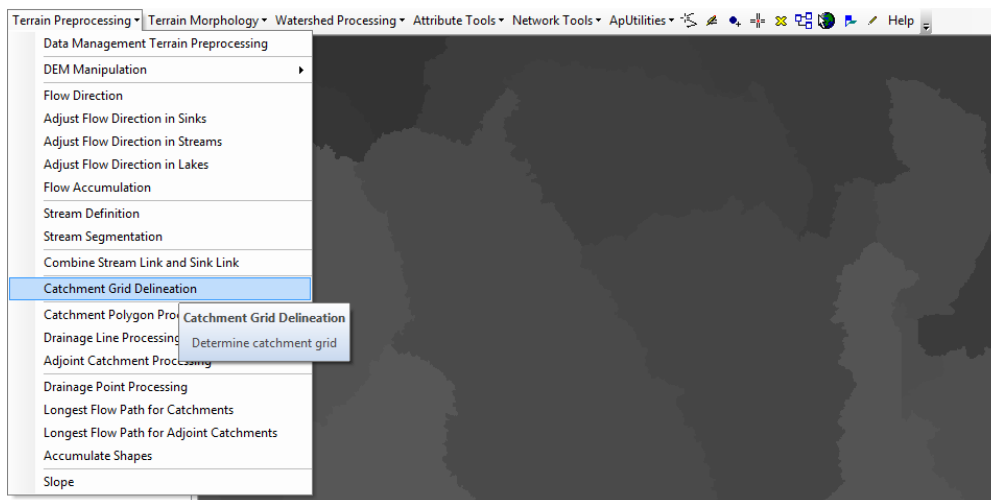 Terrain Preprocessing Terrain Morphology Watershed Processing Attribute Tools Network Tools ApUtilities Help
Data Management Terrain Preprocessing
DEM Manipulation
Flow Direction
Adjust Flow Direction in Sinks
Adjust Flow Direction in Streams
Adjust Flow Direction in Lakes
Flow Accumulation
Stream Definition
Stream Segmentation
Combine Stream Link and Sink Link
Catchment Grid Delineation
Catchment Polygon Pro
Catchment Grid Delineation
Drainage Line Processing
Determine catchment grid
Adjoint Catchment Processing
Drainage Point Processing
Longest Flow Path for Catchments
Longest Flow Path for Adjoint Catchments
Accumulate Shapes
Slope